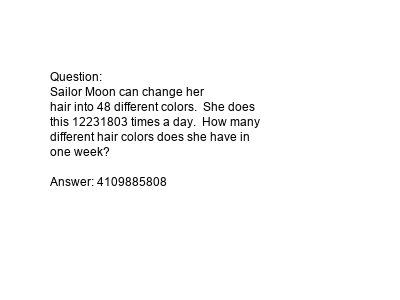 Question:
Sailor Moon can change her
hair into 48 different colors.  She does
this 12231803 times a day.  How many
different hair colors does she have in
one week?
Answer: 4109885808